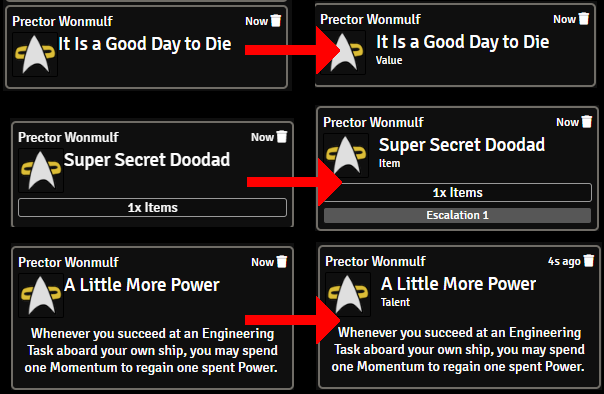 Prector Wonmulf Now
It Is a Good Day to Die
Prector Wonmulf Now
It Is a Good Day to Die
Value
Prector Wonmulf Now
Super Secret Doodad
1x Items
Prector Wonmulf Now
Super Secret Doodad
Item
1x Items
Escalation 1
Prector Wonmulf Now
A Little More Power
Whenever you succeed at an Engineering
Task aboard your own ship, you may spend
one Momentum to regain one spent Power.
Prector Wonmulf 4s ago
A Little More Power
Talent
Whenever you succeed at an Engineering
Task aboard your own ship, you may spend
one Momentum to regain one spent Power.